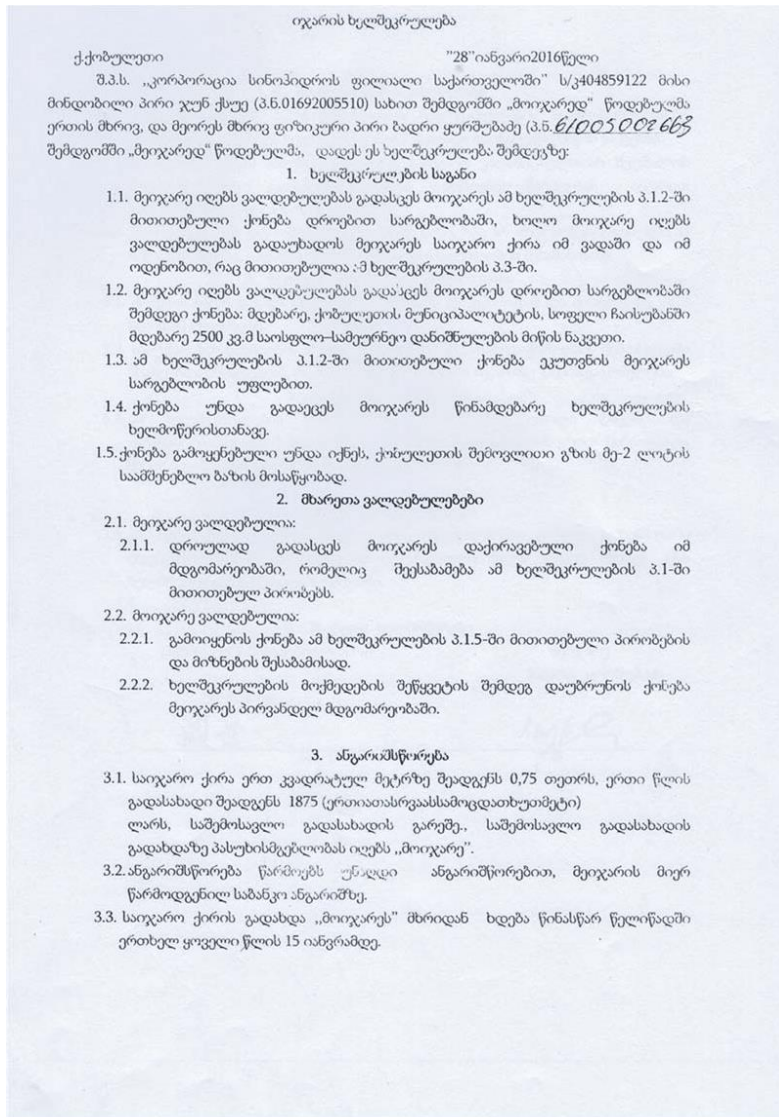 იჯარის ხელშეკრულება
ქ.ქობულეთი "28"იანვარი2016წელი
შ.პ.ს. ,,კორპორაცია სინოჰიდროს ფილიალი საქართველოში" ს/კ404859122 მისი
მინდობილი პირი ჯუნ ქსუე (პ.ნ.01692005510) სახით შემდგომში „მოიჯარედ“ წოდებულმა
ერთის მხრივ, და მეორეს მხრივ ფიზიკური პირი ბადრი ყურშუბაძე (პ.ნ.61005002663
შემდგომში „მეიჯარედ“ წოდებულმა, დადეს ეს ხელშეკრულება შემდეგზე:
1. ხელშეკრულების საგანი
1.1. მეიჯარე იღებს ვალდებულებას გადასცეს მოიჯარეს ამ ხელშეკრულების პ.1.2-ში
მითითებული ქონება დროებით სარგებლობაში, ხოლო მოიჯარე იღებს
ვალდებულებას გადაუხადოს მეიჯარეს საიჯარო ქირა იმ ვადაში და იმ
ოდენობით, რაც მითითებულია ამ ხელშეკრულების პ.3-ში.
1.2. მეიჯარე იღებს ვალდებულებას გადასცეს მოიჯარეს დროებით სარგებლობაში
შემდეგი ქონება: მდებარე, ქობულეთის მუნიციპალიტეტის, სოფელი ჩაისუბანში
მდებარე 2500 კვ.მ საოსფლო–სამეურნეო დანიშნულების მიწის ნაკვეთი.
1.3. ამ ხელშეკრულების პ.1.2-ში მითითებული ქონება ეკუთვნის მეიჯარეს
სარგებლობის უფლებით.
1.4. ქონება უნდა გადაეცეს მოიჯარეს წინამდებარე ხელშეკრულების
ხელმოწერისთანავე.
1.5. ქონება გამოყენებული უნდა იქნეს, ქობულეთის შემოვლითი გზის მე-2 ლოტის
საამშენებლო ბაზის მოსაწყობად.
2. მხარეთა ვალდებულებები
2.1. მეიჯარე ვალდებულია:
2.1.1. დროულად გადასცეს მოიჯარეს დაქირავებული ქონება იმ
მდგომარეობაში, რომელიც შეესაბამება ამ ხელშეკრულების პ.1-ში
მითითებულ პირობებს.
2.2. მოიჯარე ვალდებულია:
2.2.1. გამოიყენოს ქონება ამ ხელშეკრულების პ.1.5-ში მითითებული პირობების
და მიზნების შესაბამისად.
2.2.2. ხელშეკრულების მოქმედების შეწყვეტის შემდეგ დაუბრუნოს ქონება
მეიჯარეს პირვანდელ მდგომარეობაში.
3. ანგარიშსწორება
3.1. საიჯარო ქირა ერთ კვადრატულ მეტრზე შეადგენს 0,75 თეთრს, ერთი წლის
გადასახადი შეადგენს 1875 (ერთიათასრვაასსამოცდათხუთმეტი)
ლარს, საშემოსავლო გადასახადის გარეშე., საშემოსავლო გადასახადის
გადახდაზე პასუხისმგებლობას იღებს ,,მოიჯარე".
3.2. ანგარიშსწორება წარმოებს უნაღდო ანგარიშწორებით, მეიჯარის მიერ
წარმოდგენილ საბანკო ანგარიშზე.
3.3. საიჯარო ქირის გადახდა ,,მოიჯარეს" მხრიდან ხდება წინასწარ წელიწადში
ერთხელ ყოველი წლის 15 იანვრამდე.